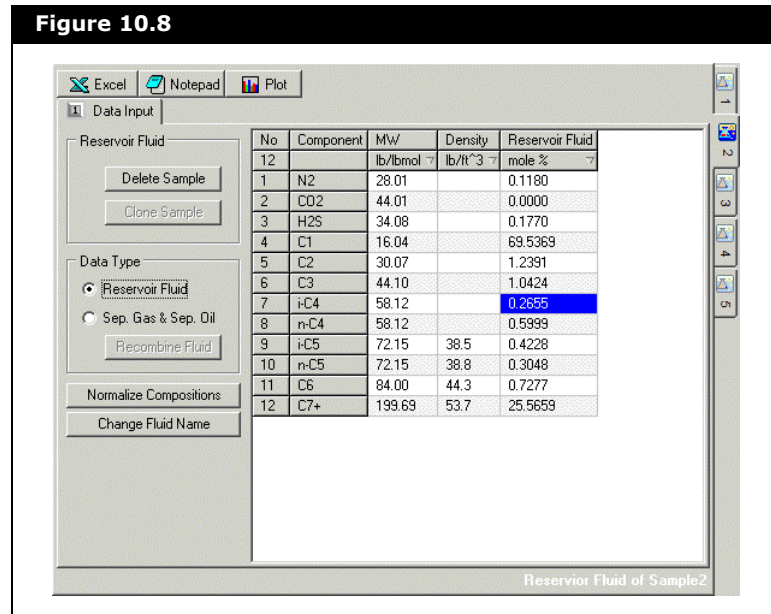 Figure 10.8
Excel Notepad Plot
1 Data Input
Reservoir Fluid
Delete Sample
Clone Sample
Data Type
Reservoir Fluid
Sep. Gas & Sep. Oil
Recombine Fluid
Normalize Compositions
Change Fluid Name
No Component MW Density Reservoir Fluid
12 lb/lbmol lb/ft^3 mole %
1 N2 28.01 0.1180
2 CO2 44.01 0.0000
3 H2S 34.08 0.1770
4 C1 16.04 69.5369
5 C2 30.07 1.2391
6 C3 44.10 1.0424
7 i-C4 58.12 0.2655
8 n-C4 58.12 0.5999
9 i-C5 72.15 38.5 0.4228
10 n-C5 72.15 38.8 0.3048
11 C6 84.00 44.3 0.7277
12 C7+ 199.69 53.7 25.5659
1
2
3
4
5
Reservior Fluid of Sample2